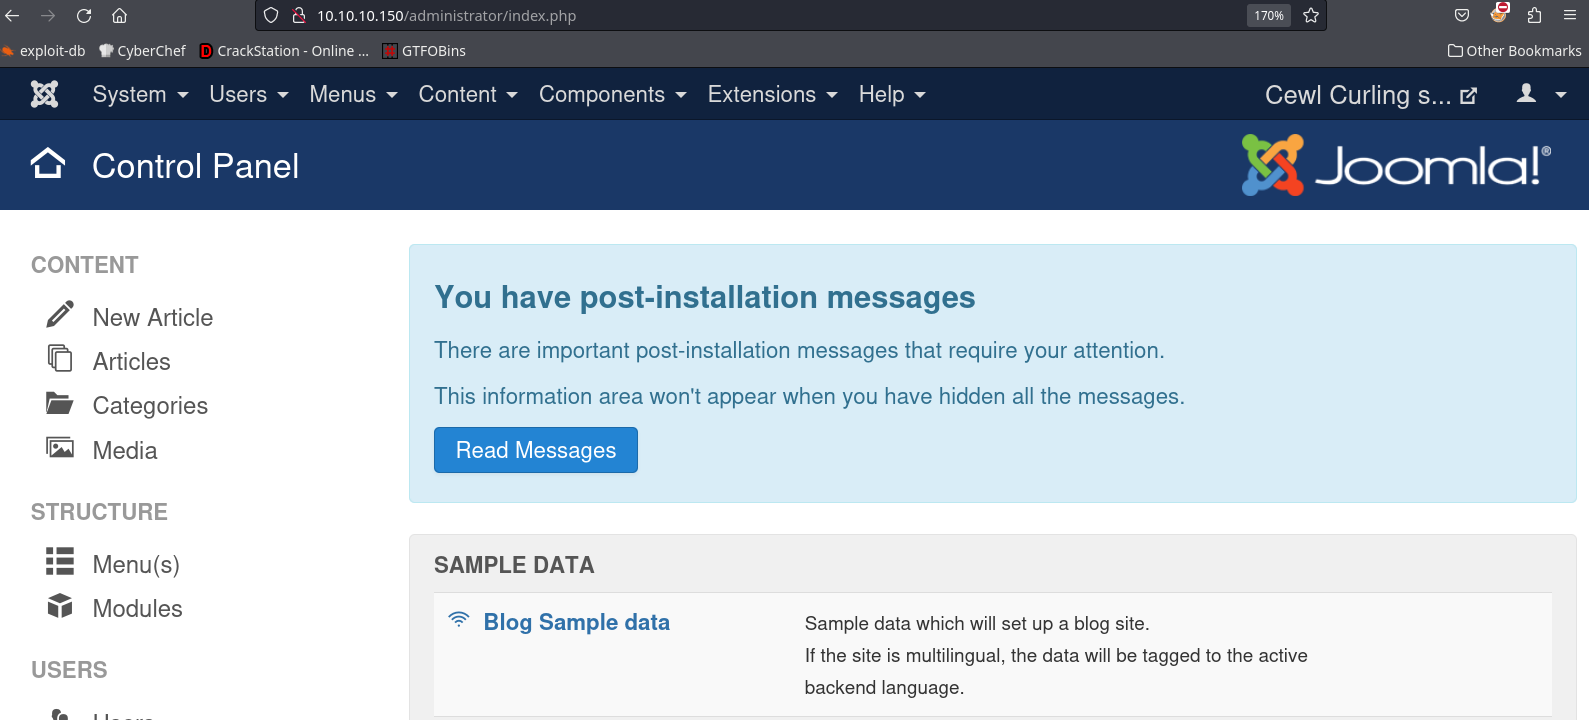 10.10.10.150/administrator/index.php 170%
exploit-db CyberChef CrackStation - Online ... GTFOBins Other Bookmarks
System Users Menus Content Components Extensions Help Cewl Curling s...
Control Panel Joomla!®
CONTENT
New Article
Articles
Categories
Media
STRUCTURE
Menu(s)
Modules
USERS
Users
You have post-installation messages
There are important post-installation messages that require your attention.
This information area won't appear when you have hidden all the messages.
Read Messages
SAMPLE DATA
Blog Sample data
Sample data which will set up a blog site.
If the site is multilingual, the data will be tagged to the active
backend language.